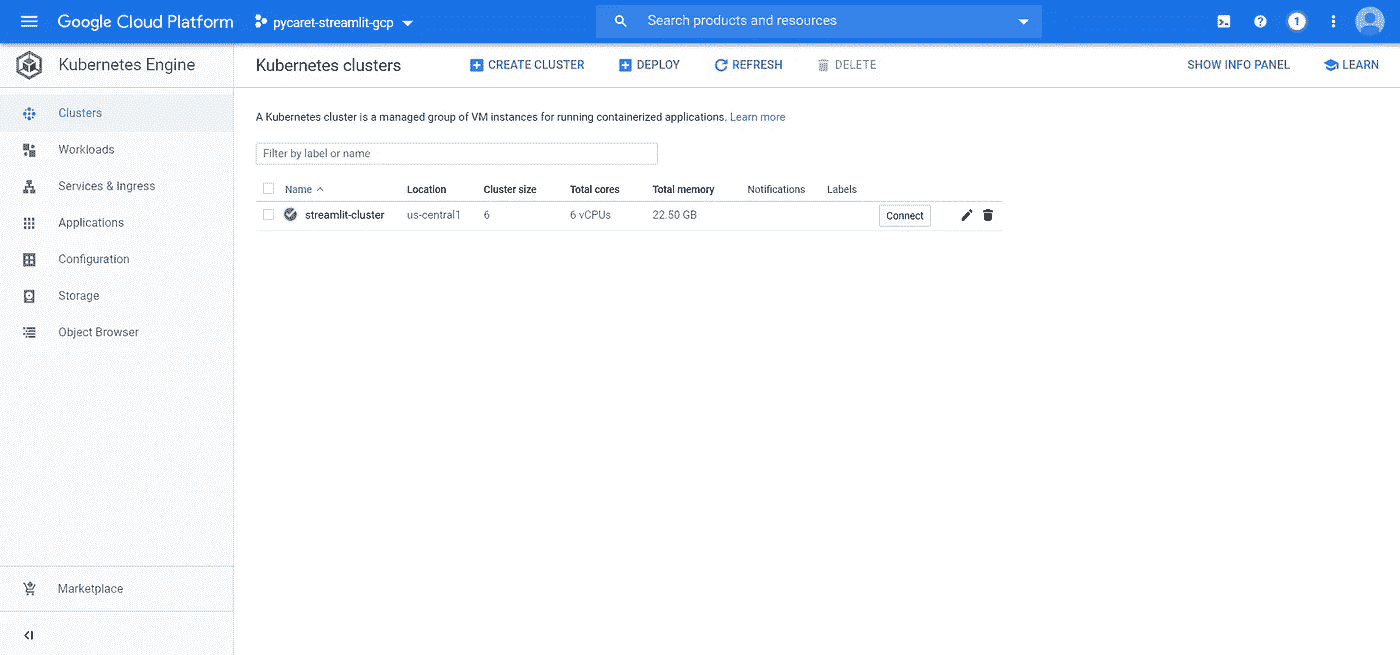 Google Cloud Platform pycaret-streamlit-gcp Search products and resources 1
Kubernetes Engine Kubernetes clusters CREATE CLUSTER DEPLOY REFRESH DELETE SHOW INFO PANEL LEARN
Clusters
Workloads
Services & Ingress
Applications
Configuration
Storage
Object Browser
Marketplace
A Kubernetes cluster is a managed group of VM instances for running containerized applications. Learn more
Filter by label or name
Name Location Cluster size Total cores Total memory Notifications Labels
streamlit-cluster us-central1 6 6 vCPUs 22.50 GB Connect